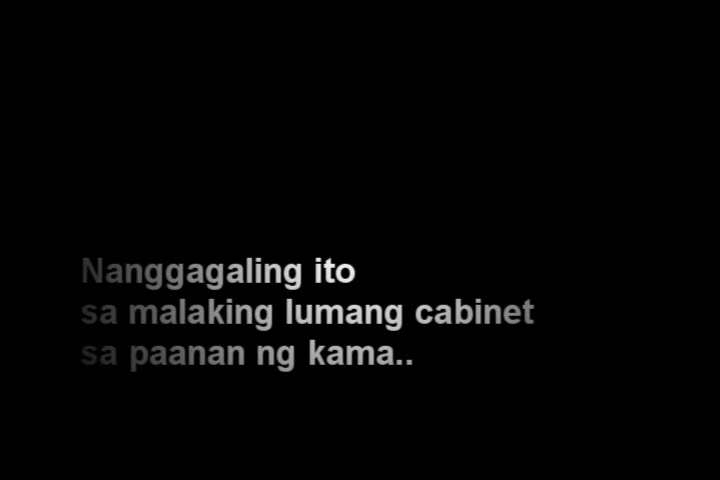 Nanggagaling ito
sa malaking lumang cabinet
sa paanan ng kama..